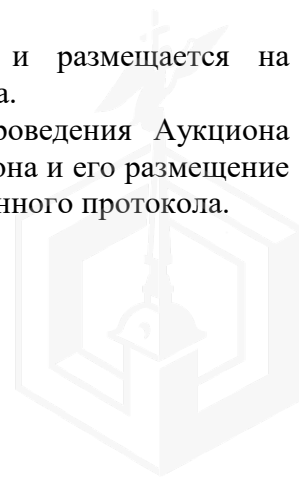 и размещается на
а.
роведения Аукциона
она и его размещение
нного протокола.